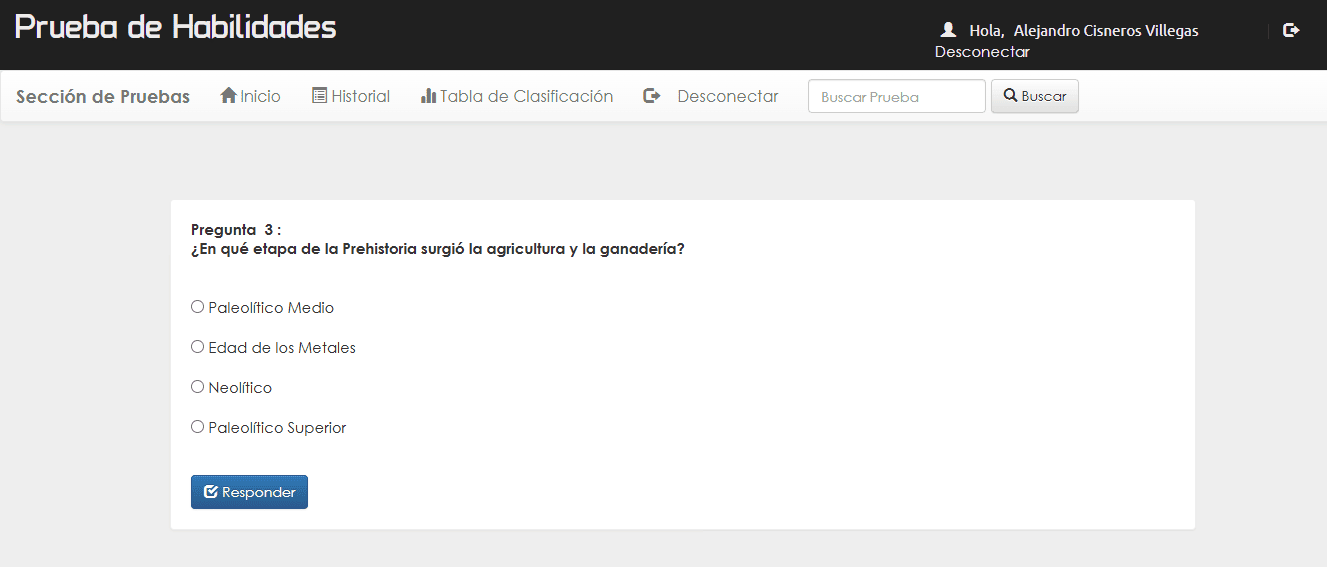 Prueba de Habilidades
Hola, Alejandro Cisneros Villegas
Desconectar
Sección de Pruebas Inicio Historial Tabla de Clasificación Desconectar Buscar Prueba Buscar
Pregunta 3 :
¿En qué etapa de la Prehistoria surgió la agricultura y la ganadería?
Paleolítico Medio
Edad de los Metales
Neolítico
Paleolítico Superior
Responder